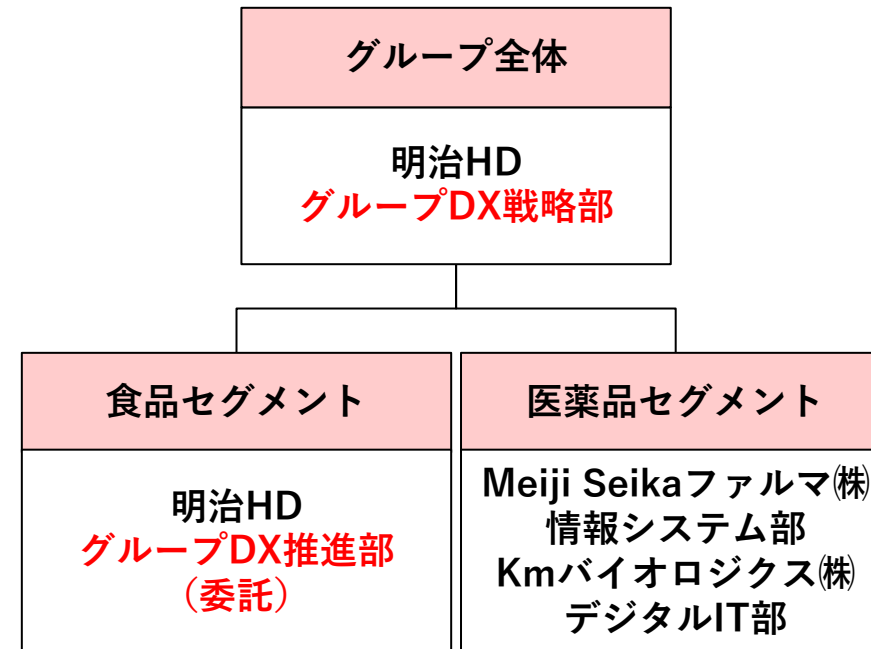 グループ全体
明治HD
グループDX戦略部
食品セグメント
明治HD
グループDX推進部
（委託）
医薬品セグメント
Meiji Seikaファルマ㈱
情報システム部
Kmバイオロジクス㈱
デジタルIT部